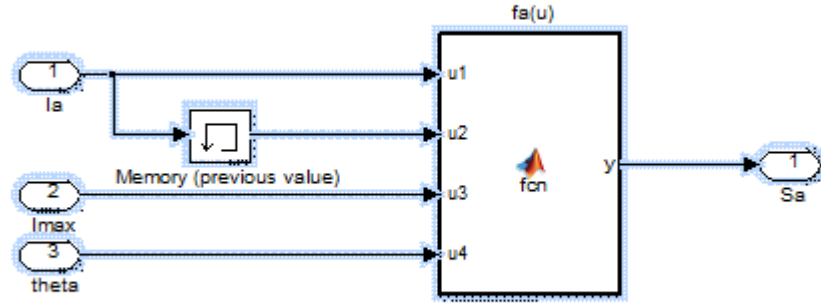 fa(u)
1
Ia
u1
u2
Memory (previous value)
2
Imax
u3
3
theta
u4
fcn
y
1
Sa